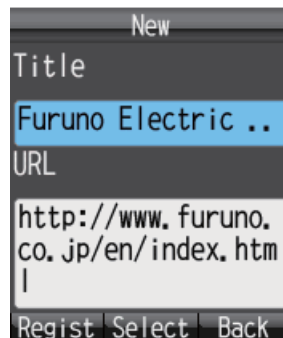 New
Title
Furuno Electric ..
URL
http://www.furuno.
co.jp/en/index.htm
l
Regist Select Back